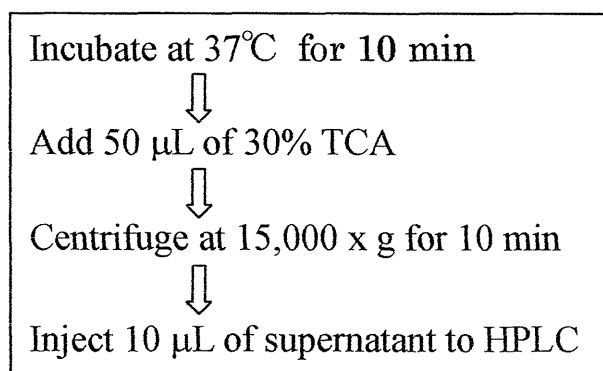 Incubate at 37℃ for 10 min
Add 50 μL of 30% TCA
Centrifuge at 15,000 x g for 10 min
Inject 10 μL of supernatant to HPLC